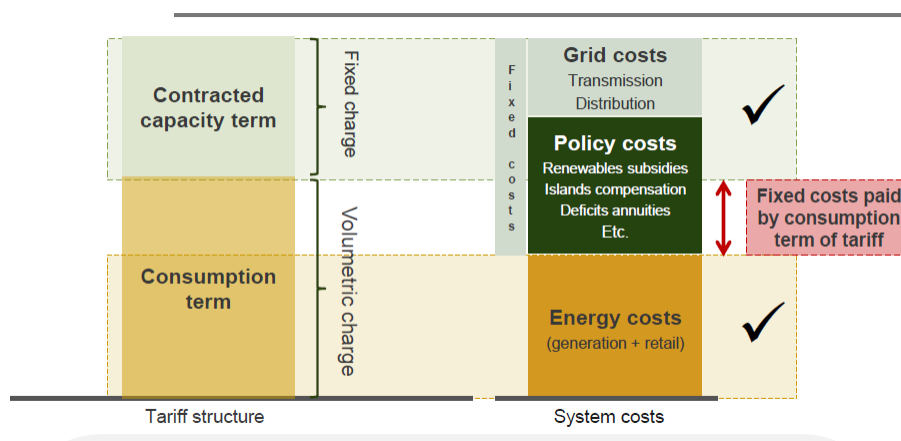 Contracted
capacity term
Fixed charge
Consumption
term
Volumetric charge
Tariff structure
Fixed costs
Grid costs
Transmission
Distribution
Policy costs
Renewables subsidies
Islands compensation
Deficits annuities
Etc.
Energy costs
(generation + retail)
System costs
Fixed costs paid
by consumption
term of tariff